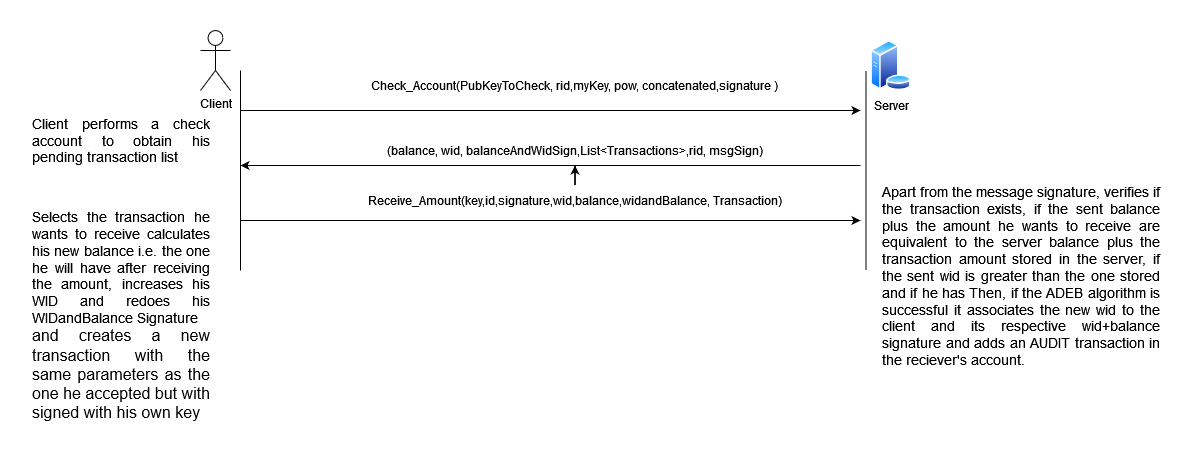 Client
Server
Check_Account(PubKeyToCheck, rid,myKey, pow, concatenated,signature )
Client performs a check
account to obtain his
pending transaction list
(balance, wid, balanceAndWidSign,List<Transactions>,rid, msgSign)
Receive_Amount(key,id,signature,wid,balance,widandBalance, Transaction)
Selects the transaction he
wants to receive calculates
his new balance i.e. the one
he will have after receiving
the amount, increases his
WID and redoes his
WIDandBalance Signature
and creates a new
transaction with the
same parameters as the
one he accepted but with
signed with his own key
Apart from the message signature, verifies if
the transaction exists, if the sent balance
plus the amount he wants to receive are
equivalent to the server balance plus the
transaction amount stored in the server, if
the sent wid is greater than the one stored
and if he has Then, if the ADEB algorithm is
successful it associates the new wid to the
client and its respective wid+balance
signature and adds an AUDIT transaction in
the reciever's account.